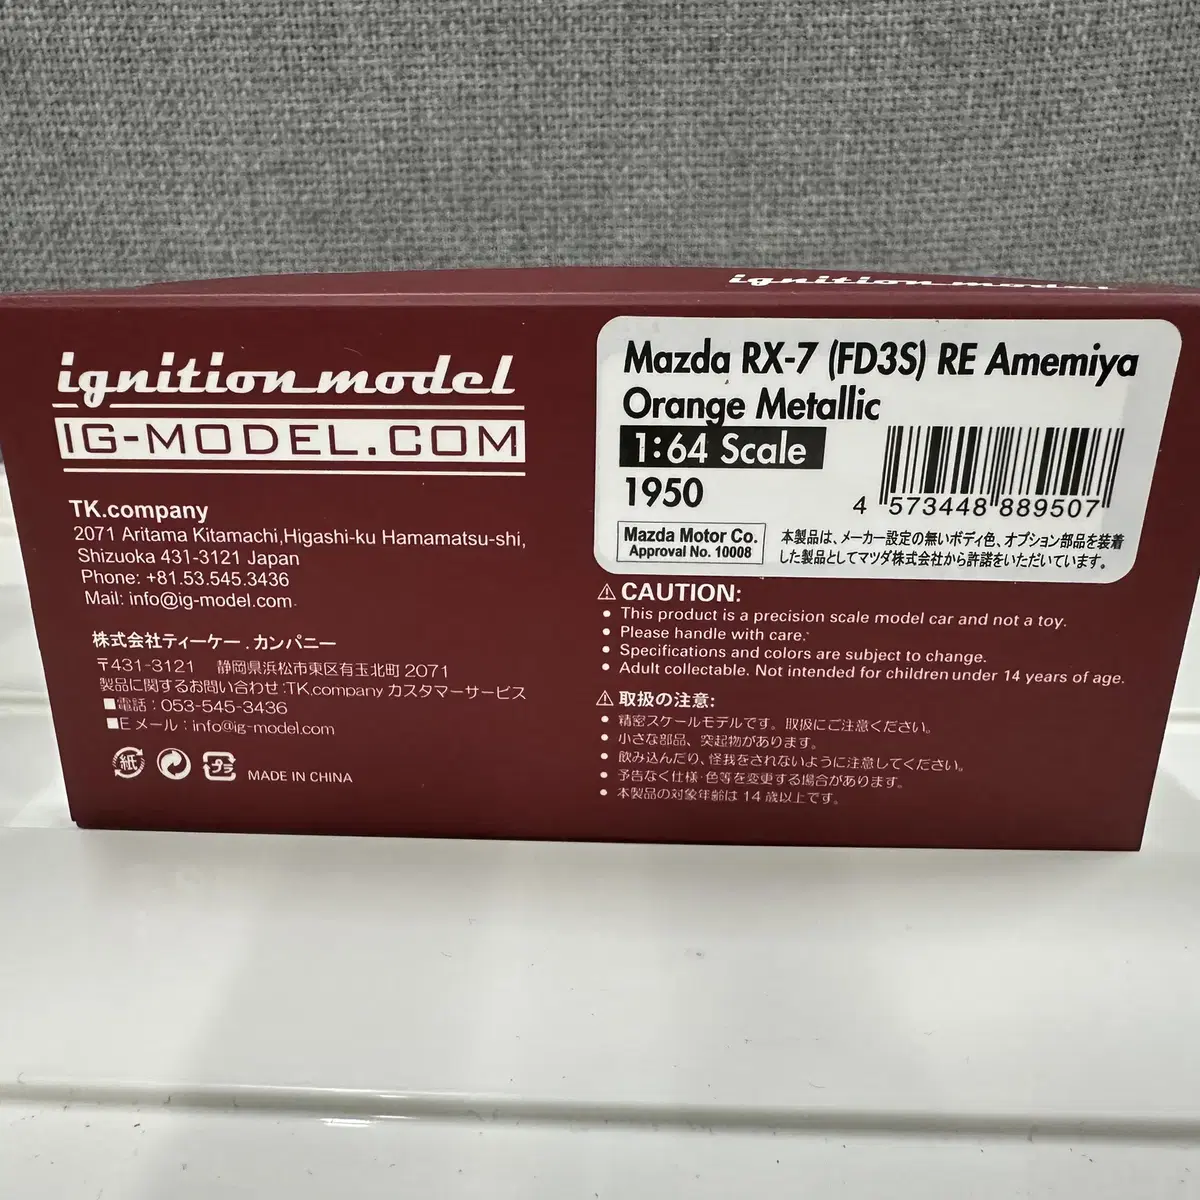 ignition model
ignition model
IG-MODEL.COM
TK.company
2071 Aritama Kitamachi,Higashi-ku Hamamatsu-shi,
Shizuoka 431-3121 Japan
Phone: +81.53.545.3436
Mail: info@ig-model.com
株式会社ティーケー.カンパニー
〒431-3121 静岡県浜松市東区有玉北町 2071
製品に関するお問い合わせ:TK.company カスタマーサービス
■電話:053-545-3436
■Eメール:info@ig-model.com
紙
プラ
MADE IN CHINA
Mazda RX-7 (FD3S) RE Amemiya
Orange Metallic
1:64 Scale
1950
4 573448 889507
Mazda Motor Co.
Approval No. 10008
本製品は、メーカー設定の無いボディ色、オプション部品を装着
した製品としてマツダ株式会社から許諾をいただいています。
⚠ CAUTION:
• This product is a precision scale model car and not a toy.
• Please handle with care.
• Specifications and colors are subject to change.
• Adult collectable. Not intended for children under 14 years of age.
⚠ 取扱の注意:
• 精密スケールモデルです。取扱にご注意ください。
• 小さな部品、突起物があります。
• 飲み込んだり、怪我をされないように注意してください。
• 予告なく仕様・色等を変更する場合があります。
• 本製品の対象年齢は 14 歳以上です。